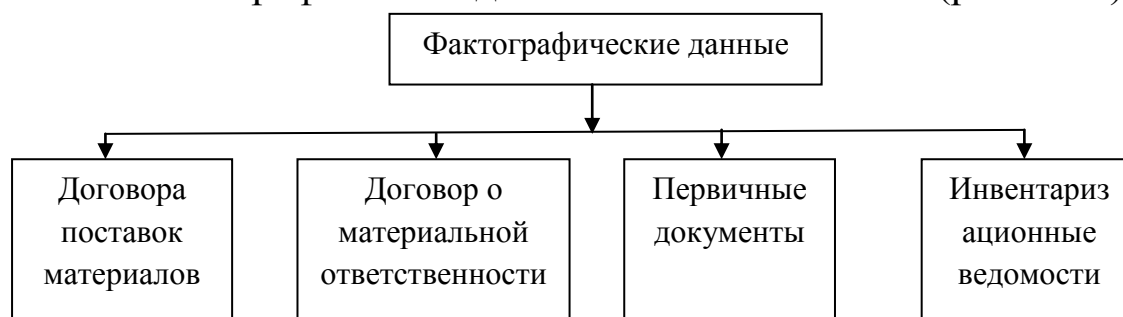 Фактографические данные
Договора
поставок
материалов
Договор о
материальной
ответственности
Первичные
документы
Инвентариз
ационные
ведомости